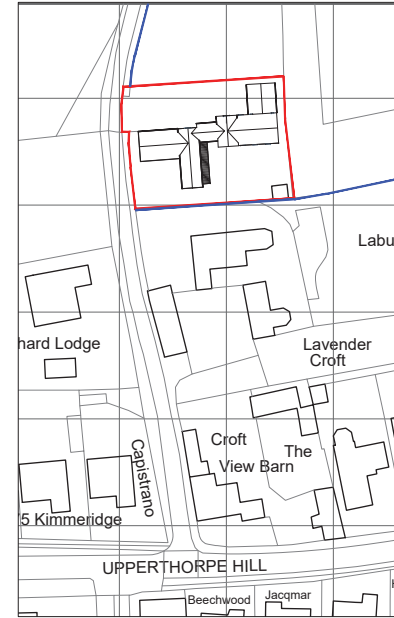 Labu
hard Lodge
Lavender
Croft
Croft
View Barn
The
Capistrano
75 Kimmeridge
UPPERTHORPE HILL
Beechwood
Jacqmar
H